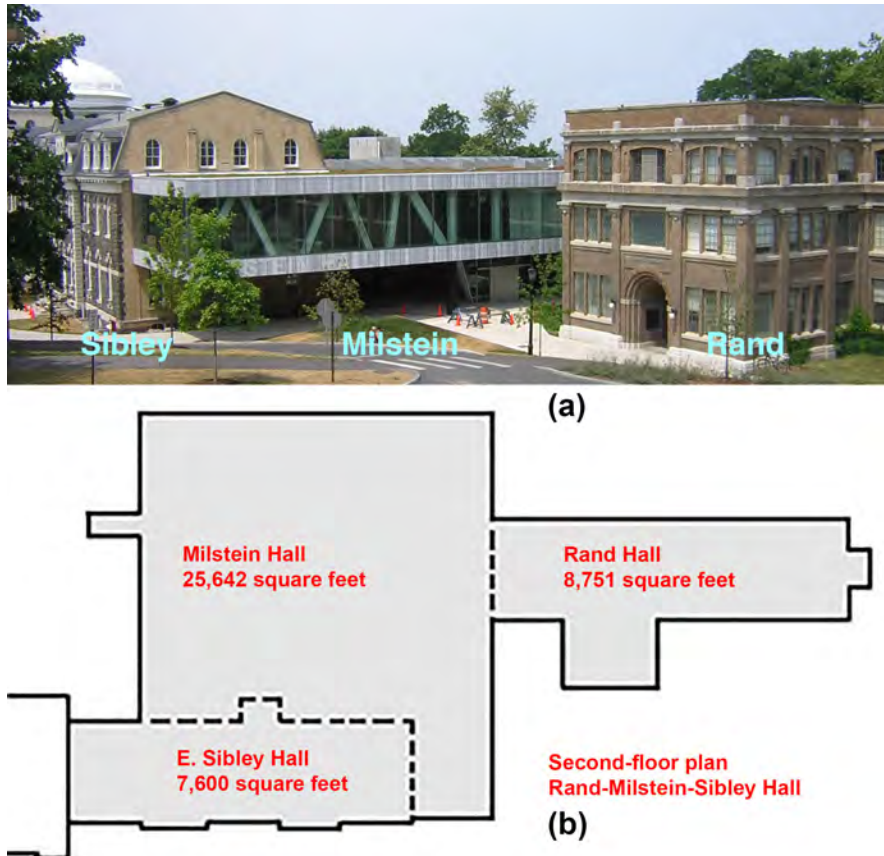 Sibley
Milstein
Rand
(a)
Milstein Hall
25,642 square feet
Rand Hall
8,751 square feet
E. Sibley Hall
7,600 square feet
Second-floor plan
Rand-Milstein-Sibley Hall
(b)